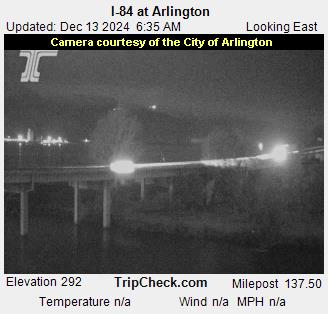 I-84 at Arlington
Updated: Dec 13 2024 6:35 AM Looking East
Camera courtesy of the City of Arlington
Elevation 292 TripCheck.com Milepost 137.50
Temperature n/a Wind n/a MPH n/a